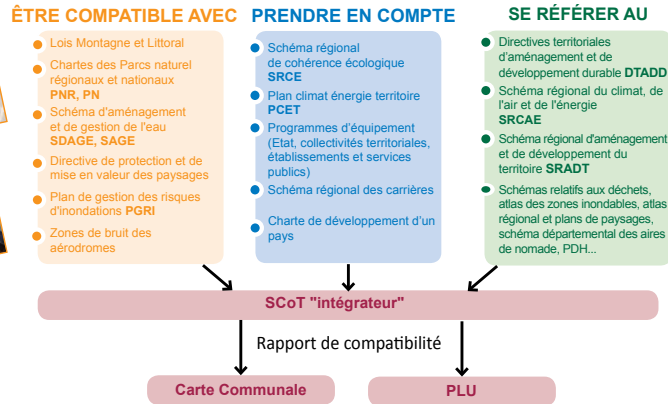 ÊTRE COMPATIBLE AVEC
Lois Montagne et Littoral
Chartes des Parcs naturel
régionaux et nationaux
PNR, PN
Schéma d'aménagement
et de gestion de l'eau
SDAGE, SAGE
Directive de protection et de
mise en valeur des paysages
Plan de gestion des risques
d'inondations PGRI
Zones de bruit des
aérodromes
PRENDRE EN COMPTE
Schéma régional
de cohérence écologique
SRCE
Plan climat énergie territoire
PCET
Programmes d'équipement
(Etat, collectivités territoriales,
établissements et services
publics)
Schéma régional des carrières
Charte de développement d'un
pays
SE RÉFÉRER AU
Directives territoriales
d'aménagement et de
développement durable DTADD
Schéma régional du climat, de
l'air et de l'énergie
SRCAE
Schéma régional d'aménagement
et de développement du
territoire SRADT
Schémas relatifs aux déchets,
atlas des zones inondables, atlas
régional et plans de paysages,
schéma départemental des aires
de nomade, PDH...
SCoT "intégrateur"
Rapport de compatibilité
Carte Communale
PLU